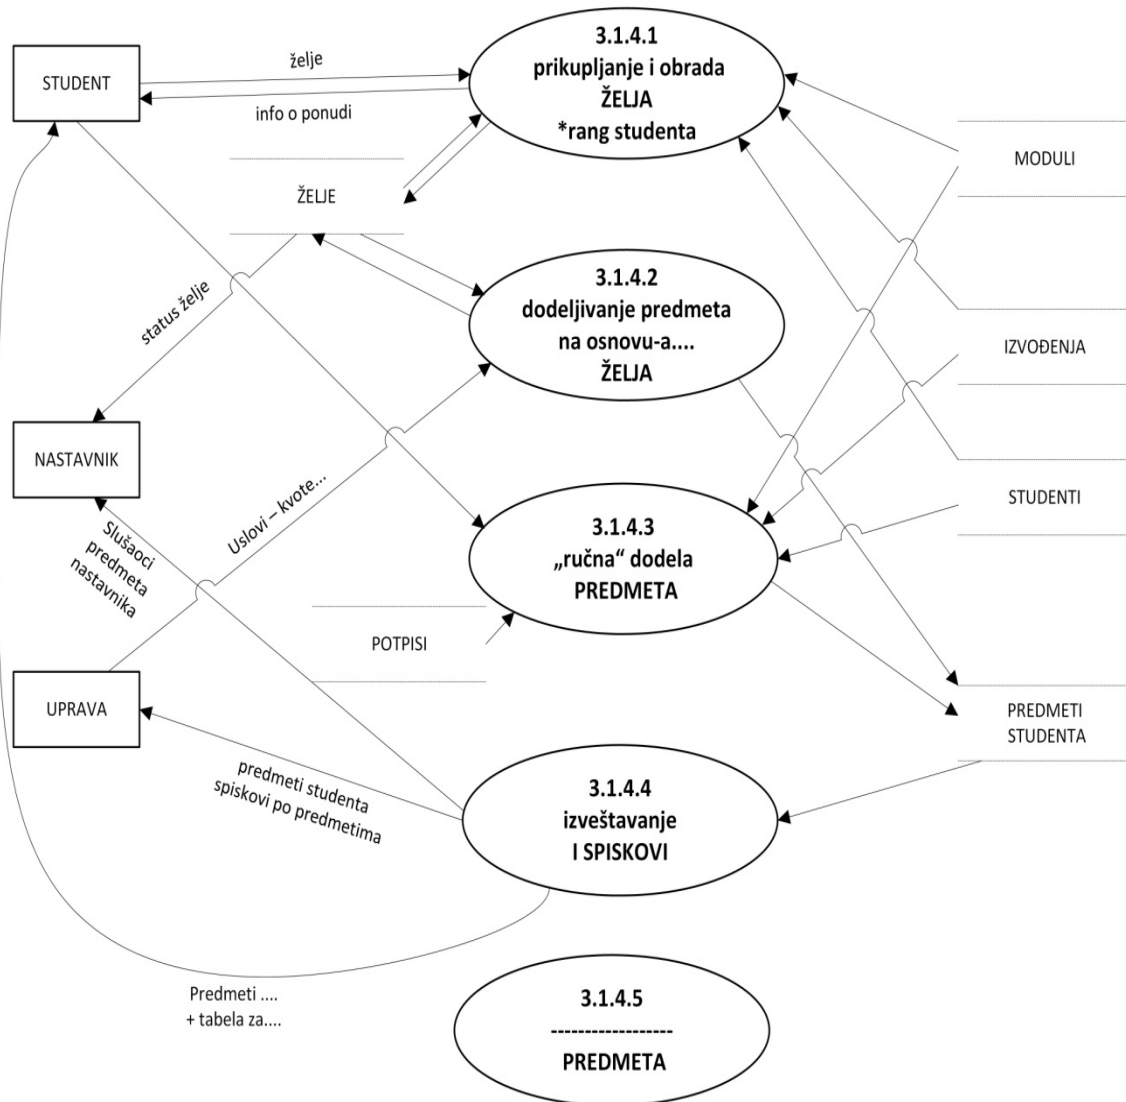 3.1.4.1
prikupljanje i obrada
ŽELJA
*rang studenta
STUDENT
želje
info o ponudi
MODULI
ŽELJE
3.1.4.2
dodeljivanje predmeta
na osnovu-a....
ŽELJA
status želje
IZVOĐENJA
NASTAVNIK
Uslovi – kvote...
STUDENTI
Slušaoci
predmeta
nastavnika
3.1.4.3
„ručna“ dodela
PREDMETA
POTPISI
UPRAVA
PREDMETI
STUDENTA
predmeti studenta
spiskovi po predmetima
3.1.4.4
izveštavanje
I SPISKOVI
Predmeti ....
+ tabela za....
3.1.4.5
------------------
PREDMETA